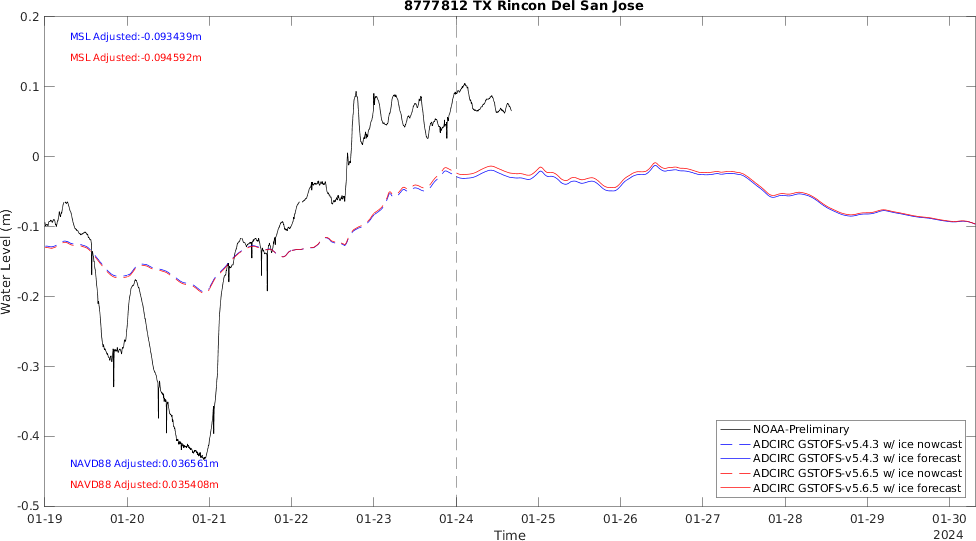 8777812 TX Rincon Del San Jose
MSL Adjusted:-0.093439m
MSL Adjusted:-0.094592m
0.2
0.1
0
-0.1
-0.2
-0.3
-0.4
-0.5
Water Level (m)
NAVD88 Adjusted:0.036561m
NAVD88 Adjusted:0.035408m
NOAA-Preliminary
ADCIRC GSTOFS-v5.4.3 w/ ice nowcast
ADCIRC GSTOFS-v5.4.3 w/ ice forecast
ADCIRC GSTOFS-v5.6.5 w/ ice nowcast
ADCIRC GSTOFS-v5.6.5 w/ ice forecast
01-19 01-20 01-21 01-22 01-23 01-24 01-25 01-26 01-27 01-28 01-29 01-30
Time
2024